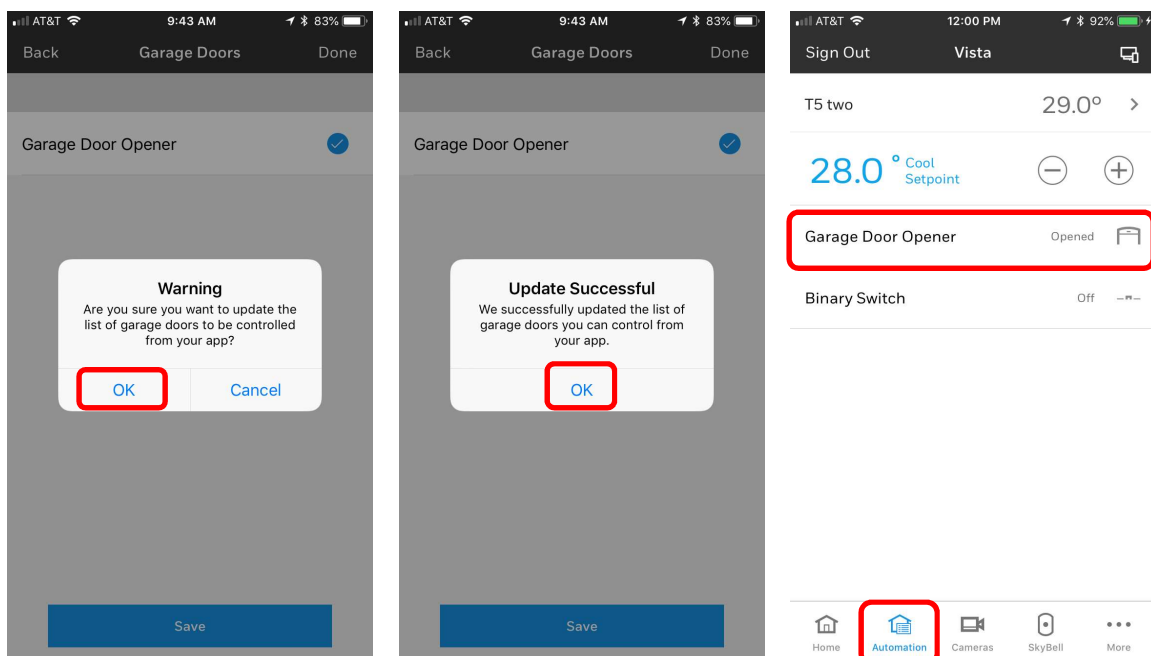 AT&T 9:43 AM 83%
Back Garage Doors Done
Garage Door Opener
Warning
Are you sure you want to update the
list of garage doors to be controlled
from your app?
OK Cancel
Save
AT&T 9:43 AM 83%
Back Garage Doors Done
Garage Door Opener
Update Successful
We successfully updated the list of
garage doors you can control from
your app.
OK
Save
AT&T 12:00 PM 92%
Sign Out Vista
T5 two 29.0°
28.0° Cool
Setpoint
Garage Door Opener Opened
Binary Switch Off
Home Automation Cameras SkyBell More